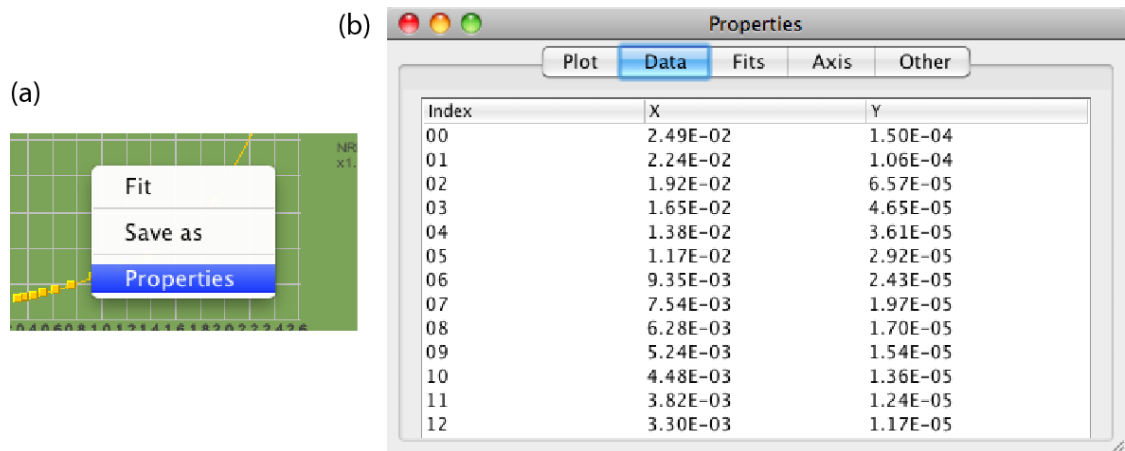 (a)
NR
x1.
Fit
Save as
Properties
(b)
Properties
Plot Data Fits Axis Other
Index X Y
00 2.49E-02 1.50E-04
01 2.24E-02 1.06E-04
02 1.92E-02 6.57E-05
03 1.65E-02 4.65E-05
04 1.38E-02 3.61E-05
05 1.17E-02 2.92E-05
06 9.35E-03 2.43E-05
07 7.54E-03 1.97E-05
08 6.28E-03 1.70E-05
09 5.24E-03 1.54E-05
10 4.48E-03 1.36E-05
11 3.82E-03 1.24E-05
12 3.30E-03 1.17E-05